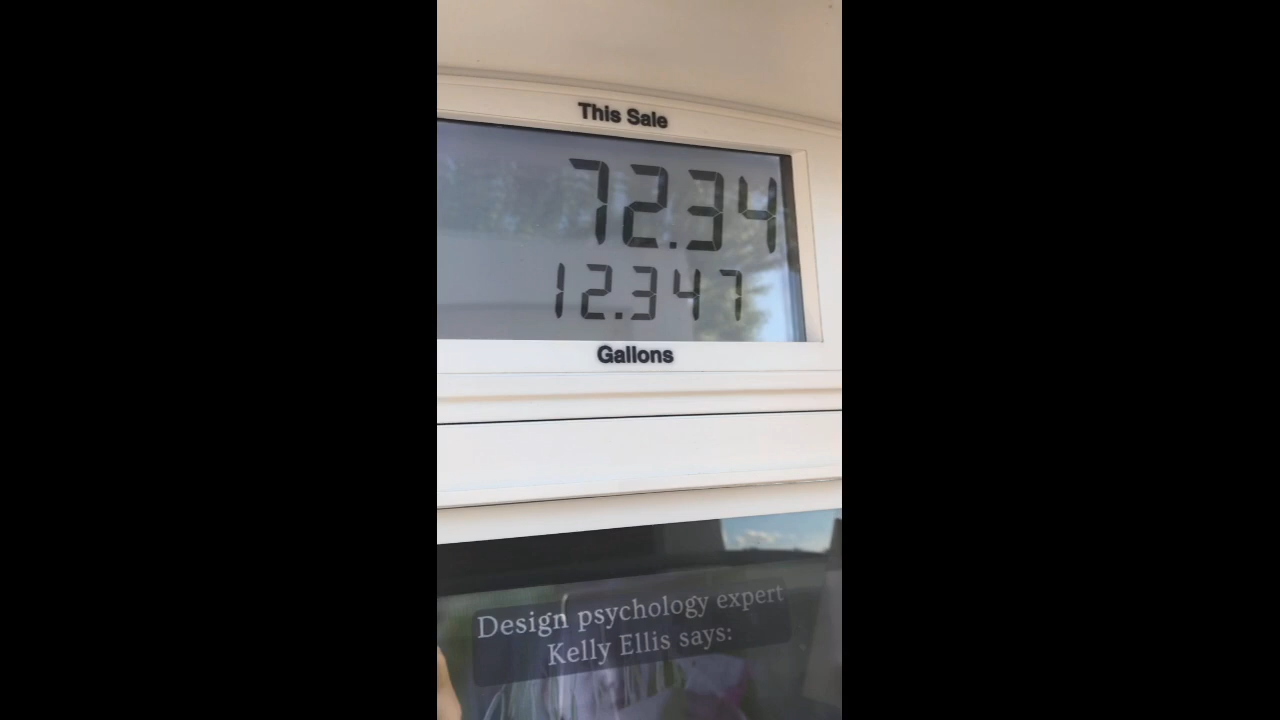 This Sale
72.34
12.347
Gallons
Design psychology expert
Kelly Ellis says: